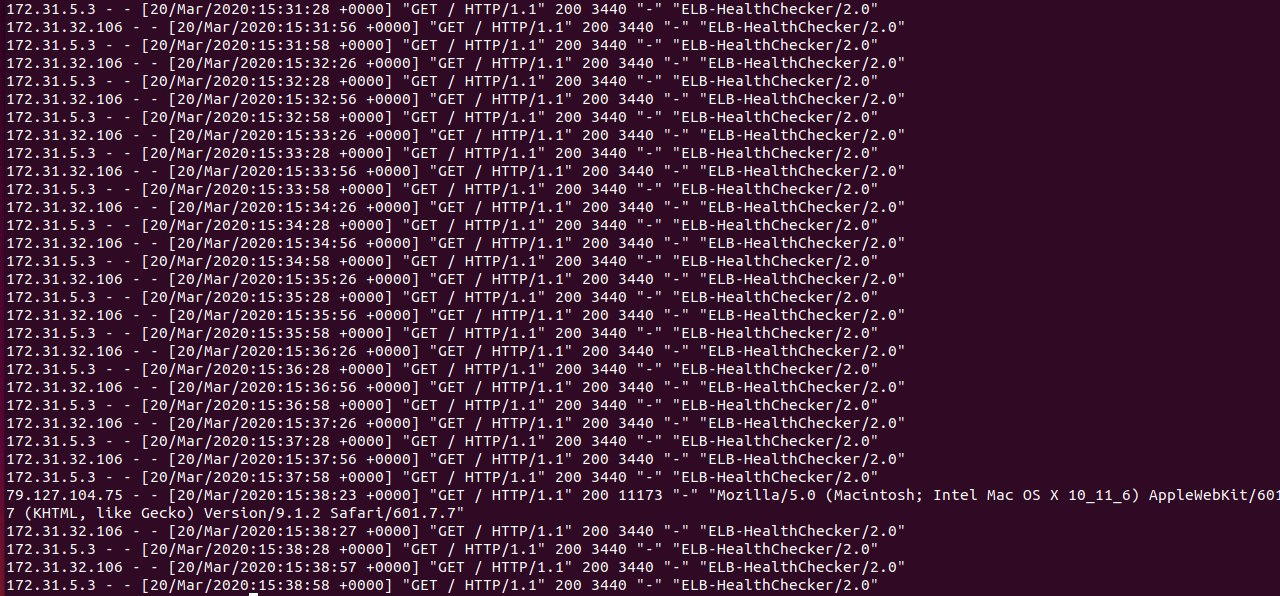 172.31.5.3 - - [20/Mar/2020:15:31:28 +0000] "GET / HTTP/1.1" 200 3440 "-" "ELB-HealthChecker/2.0"
172.31.32.106 - - [20/Mar/2020:15:31:56 +0000] "GET / HTTP/1.1" 200 3440 "-" "ELB-HealthChecker/2.0"
172.31.5.3 - - [20/Mar/2020:15:31:58 +0000] "GET / HTTP/1.1" 200 3440 "-" "ELB-HealthChecker/2.0"
172.31.32.106 - - [20/Mar/2020:15:32:26 +0000] "GET / HTTP/1.1" 200 3440 "-" "ELB-HealthChecker/2.0"
172.31.5.3 - - [20/Mar/2020:15:32:28 +0000] "GET / HTTP/1.1" 200 3440 "-" "ELB-HealthChecker/2.0"
172.31.32.106 - - [20/Mar/2020:15:32:56 +0000] "GET / HTTP/1.1" 200 3440 "-" "ELB-HealthChecker/2.0"
172.31.5.3 - - [20/Mar/2020:15:32:58 +0000] "GET / HTTP/1.1" 200 3440 "-" "ELB-HealthChecker/2.0"
172.31.32.106 - - [20/Mar/2020:15:33:26 +0000] "GET / HTTP/1.1" 200 3440 "-" "ELB-HealthChecker/2.0"
172.31.5.3 - - [20/Mar/2020:15:33:28 +0000] "GET / HTTP/1.1" 200 3440 "-" "ELB-HealthChecker/2.0"
172.31.32.106 - - [20/Mar/2020:15:33:56 +0000] "GET / HTTP/1.1" 200 3440 "-" "ELB-HealthChecker/2.0"
172.31.5.3 - - [20/Mar/2020:15:33:58 +0000] "GET / HTTP/1.1" 200 3440 "-" "ELB-HealthChecker/2.0"
172.31.32.106 - - [20/Mar/2020:15:34:26 +0000] "GET / HTTP/1.1" 200 3440 "-" "ELB-HealthChecker/2.0"
172.31.5.3 - - [20/Mar/2020:15:34:28 +0000] "GET / HTTP/1.1" 200 3440 "-" "ELB-HealthChecker/2.0"
172.31.32.106 - - [20/Mar/2020:15:34:56 +0000] "GET / HTTP/1.1" 200 3440 "-" "ELB-HealthChecker/2.0"
172.31.5.3 - - [20/Mar/2020:15:34:58 +0000] "GET / HTTP/1.1" 200 3440 "-" "ELB-HealthChecker/2.0"
172.31.32.106 - - [20/Mar/2020:15:35:26 +0000] "GET / HTTP/1.1" 200 3440 "-" "ELB-HealthChecker/2.0"
172.31.5.3 - - [20/Mar/2020:15:35:28 +0000] "GET / HTTP/1.1" 200 3440 "-" "ELB-HealthChecker/2.0"
172.31.32.106 - - [20/Mar/2020:15:35:56 +0000] "GET / HTTP/1.1" 200 3440 "-" "ELB-HealthChecker/2.0"
172.31.5.3 - - [20/Mar/2020:15:35:58 +0000] "GET / HTTP/1.1" 200 3440 "-" "ELB-HealthChecker/2.0"
172.31.32.106 - - [20/Mar/2020:15:36:26 +0000] "GET / HTTP/1.1" 200 3440 "-" "ELB-HealthChecker/2.0"
172.31.5.3 - - [20/Mar/2020:15:36:28 +0000] "GET / HTTP/1.1" 200 3440 "-" "ELB-HealthChecker/2.0"
172.31.32.106 - - [20/Mar/2020:15:36:56 +0000] "GET / HTTP/1.1" 200 3440 "-" "ELB-HealthChecker/2.0"
172.31.5.3 - - [20/Mar/2020:15:36:58 +0000] "GET / HTTP/1.1" 200 3440 "-" "ELB-HealthChecker/2.0"
172.31.32.106 - - [20/Mar/2020:15:37:26 +0000] "GET / HTTP/1.1" 200 3440 "-" "ELB-HealthChecker/2.0"
172.31.5.3 - - [20/Mar/2020:15:37:28 +0000] "GET / HTTP/1.1" 200 3440 "-" "ELB-HealthChecker/2.0"
172.31.32.106 - - [20/Mar/2020:15:37:56 +0000] "GET / HTTP/1.1" 200 3440 "-" "ELB-HealthChecker/2.0"
172.31.5.3 - - [20/Mar/2020:15:37:58 +0000] "GET / HTTP/1.1" 200 3440 "-" "ELB-HealthChecker/2.0"
79.127.104.75 - - [20/Mar/2020:15:38:23 +0000] "GET / HTTP/1.1" 200 11173 "-" "Mozilla/5.0 (Macintosh; Intel Mac OS X 10_11_6) AppleWebKit/601
7 (KHTML, like Gecko) Version/9.1.2 Safari/601.7.7"
172.31.32.106 - - [20/Mar/2020:15:38:27 +0000] "GET / HTTP/1.1" 200 3440 "-" "ELB-HealthChecker/2.0"
172.31.5.3 - - [20/Mar/2020:15:38:28 +0000] "GET / HTTP/1.1" 200 3440 "-" "ELB-HealthChecker/2.0"
172.31.32.106 - - [20/Mar/2020:15:38:57 +0000] "GET / HTTP/1.1" 200 3440 "-" "ELB-HealthChecker/2.0"
172.31.5.3 - - [20/Mar/2020:15:38:58 +0000] "GET / HTTP/1.1" 200 3440 "-" "ELB-HealthChecker/2.0"